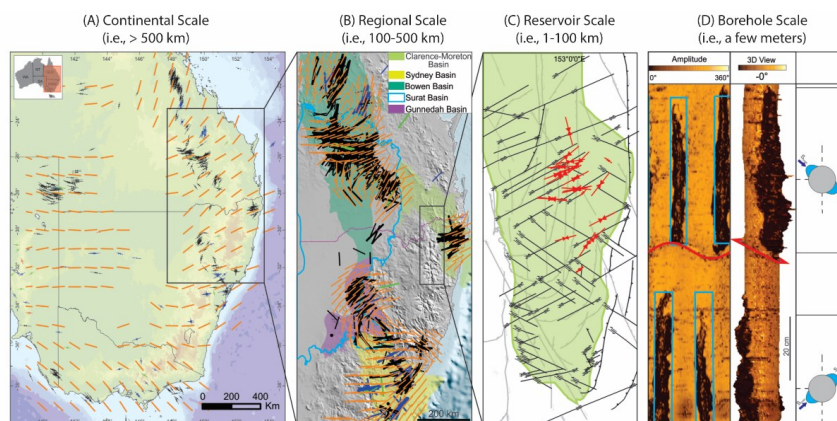 (A) Continental Scale
(i.e., > 500 km)
(B) Regional Scale
(i.e., 100-500 km)
(C) Reservoir Scale
(i.e., 1-100 km)
(D) Borehole Scale
(i.e., a few meters)
142° 144° 146° 148° 150° 152° 154°
Clarence-Moreton
Basin
Sydney Basin
Bowen Basin
Surat Basin
Gunnedah Basin
153°0'0"E
Amplitude
0° 360°
3D View
-0°
20 cm
142° 144°
0 200 400
Km
200 km